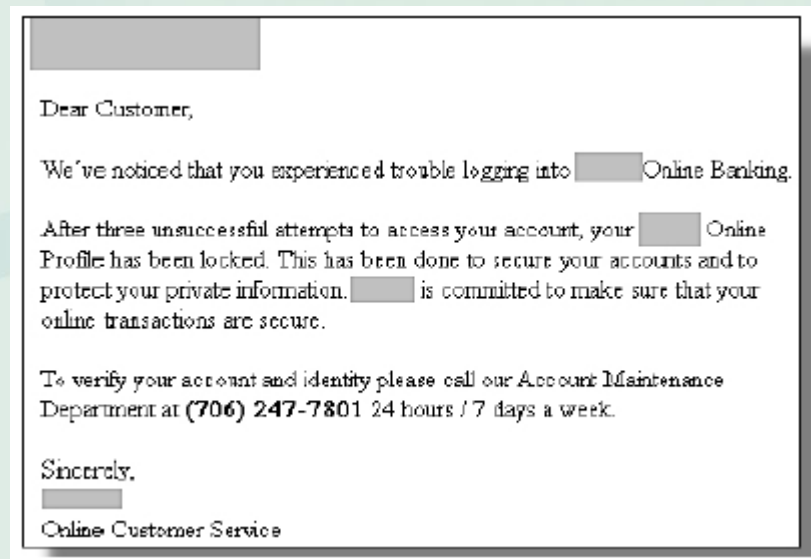 Dear Customer,
We´ve noticed that you experienced trouble logging into Online Banking.
After three unsuccessful attempts to access your account, your Online
Profile has been locked. This has been done to secure your accounts and to
protect your private information. is committed to make sure that your
online transactions are secure.
To verify your account and identity please call our Account Maintenance
Department at (706) 247-7801 24 hours / 7 days a week.
Sincerely,
Online Customer Service